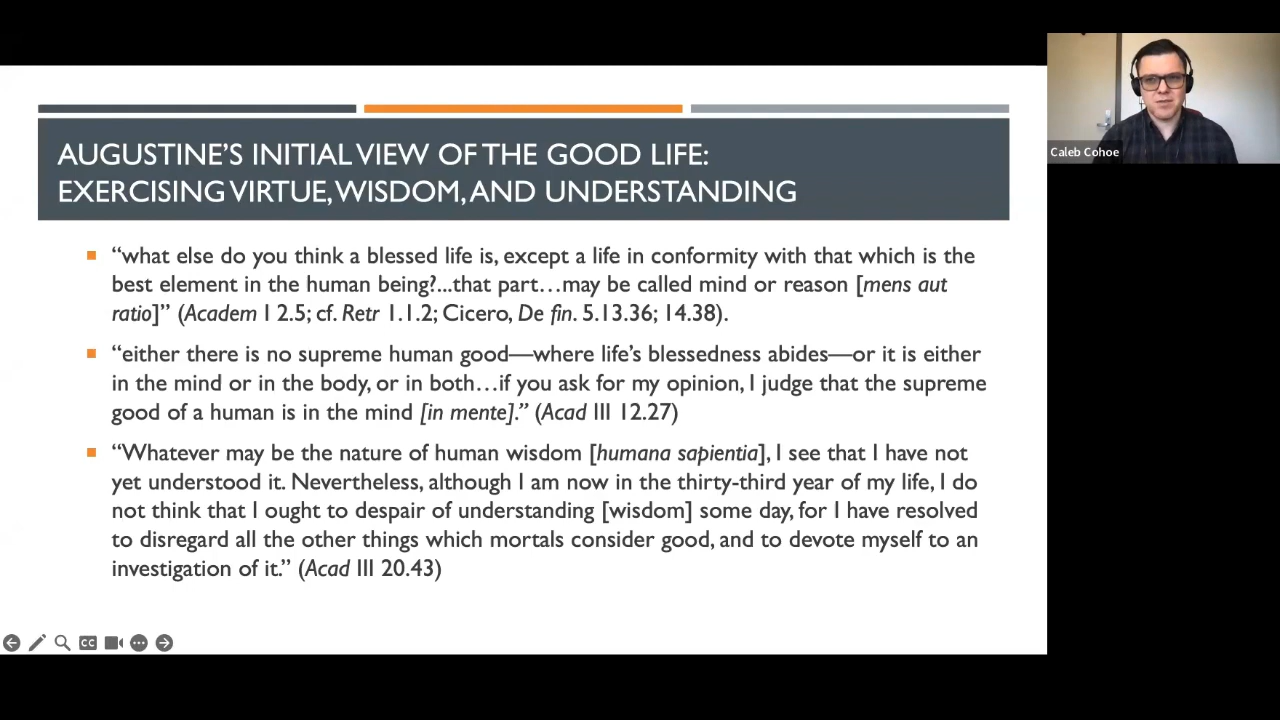 AUGUSTINE'S INITIAL VIEW OF THE GOOD LIFE:
EXERCISING VIRTUE, WISDOM, AND UNDERSTANDING
“what else do you think a blessed life is, except a life in conformity with that which is the
best element in the human being?...that part…may be called mind or reason [mens aut
ratio]” (Academ I 2.5; cf. Retr 1.1.2; Cicero, De fin. 5.13.36; 14.38).
“either there is no supreme human good—where life’s blessedness abides—or it is either
in the mind or in the body, or in both…if you ask for my opinion, I judge that the supreme
good of a human is in the mind [in mente].” (Acad III 12.27)
“Whatever may be the nature of human wisdom [humana sapientia], I see that I have not
yet understood it. Nevertheless, although I am now in the thirty-third year of my life, I do
not think that I ought to despair of understanding [wisdom] some day, for I have resolved
to disregard all the other things which mortals consider good, and to devote myself to an
investigation of it.” (Acad III 20.43)
CC
Caleb Cohoe